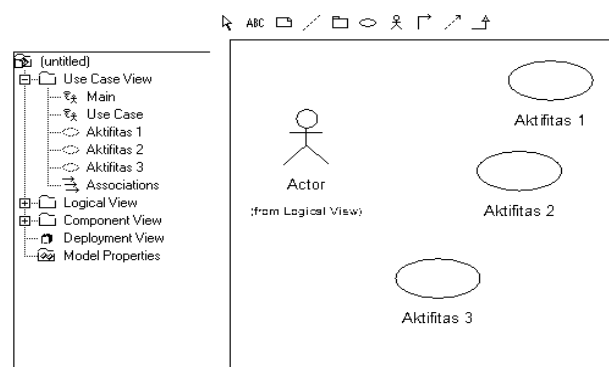 ABC
(untitled)
Use Case View
Main
Use Case
Aktifitas 1
Aktifitas 2
Aktifitas 3
Associations
Logical View
Component View
Deployment View
Model Properties
Aktifitas 1
Actor
(from Logical View)
Aktifitas 2
Aktifitas 3